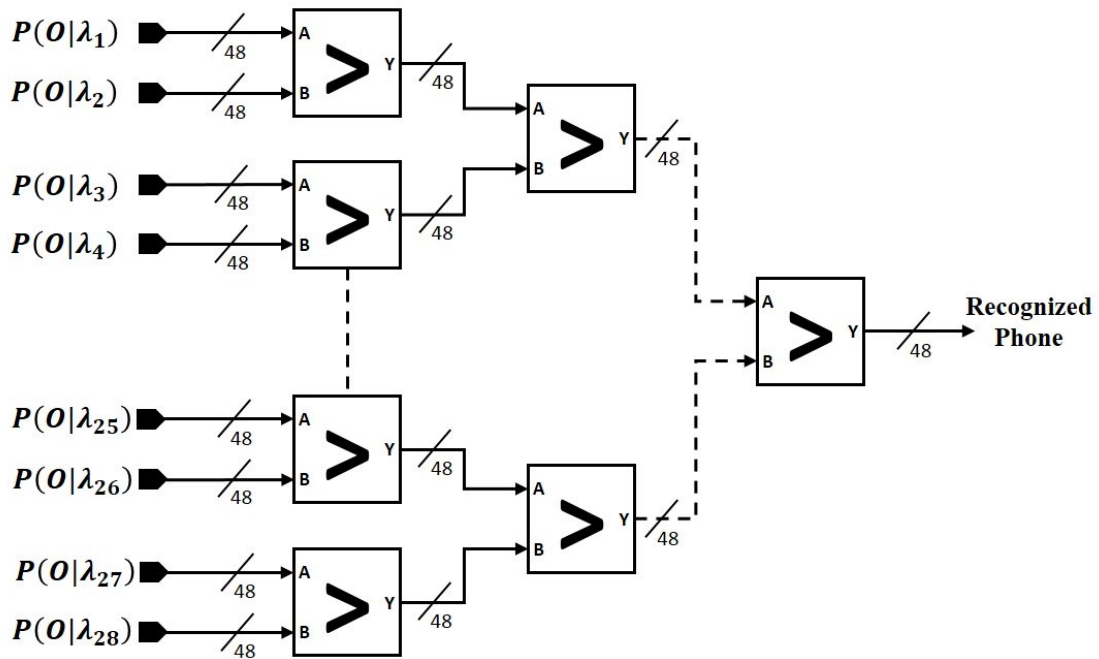 P(O|λ₁)
48
A
B
>
Y
48
P(O|λ₂)
48
P(O|λ₃)
48
A
B
>
Y
48
P(O|λ₄)
48
A
B
>
Y
48
P(O|λ₂₅)
48
A
B
>
Y
48
P(O|λ₂₆)
48
P(O|λ₂₇)
48
A
B
>
Y
48
P(O|λ₂₈)
48
A
B
>
Y
48
A
B
>
Y
48
Recognized
Phone